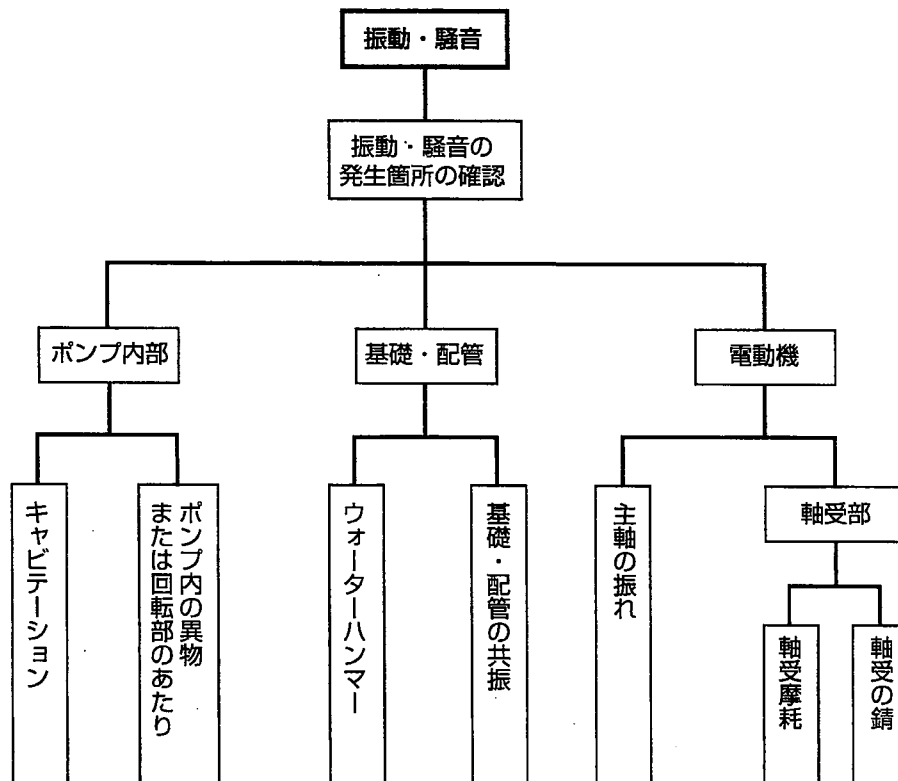 振動・騒音
振動・騒音の
発生箇所の確認
ポンプ内部
基礎・配管
電動機
キャビテーション
ポンプ内の異物
または回転部のあたり
ウォーターハンマー
基礎・配管の共振
主軸の振れ
軸受部
軸受摩耗
軸受の錆